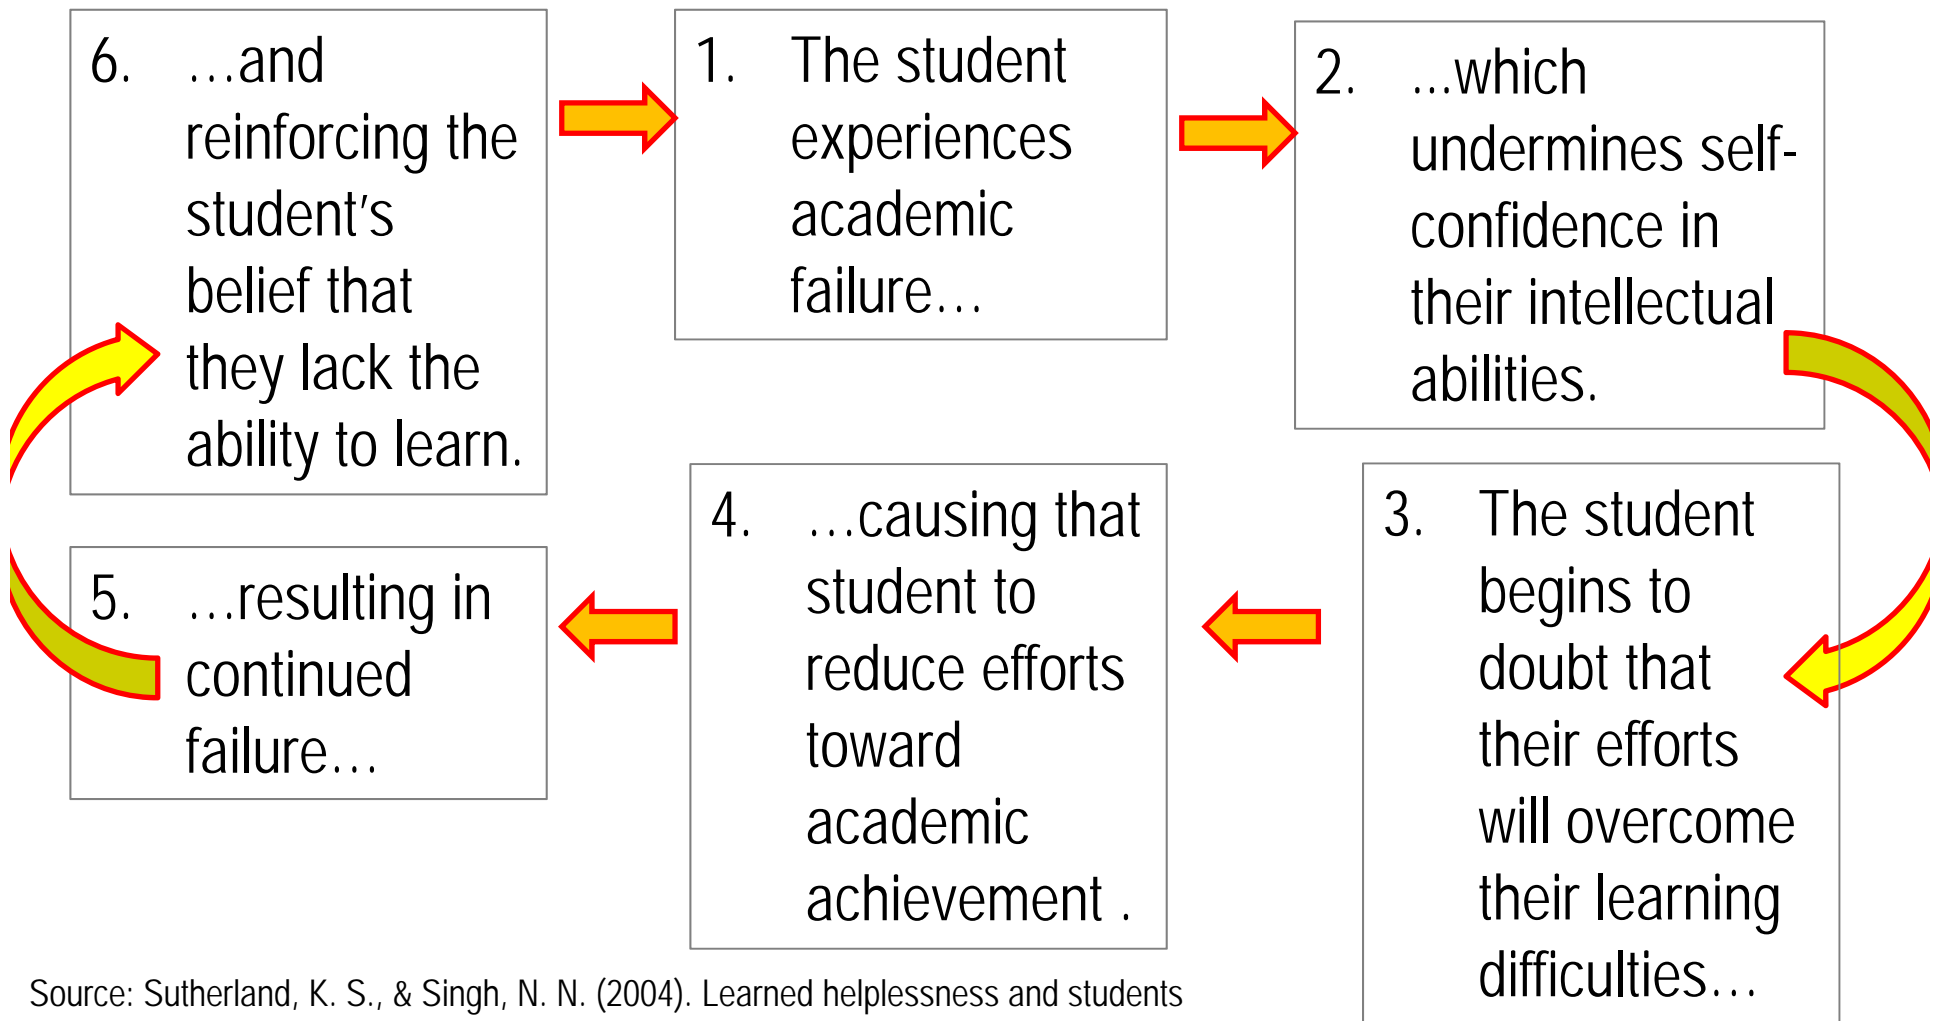 1. The student
experiences
academic
failure…
2. …which
undermines self-
confidence in
their intellectual
abilities.
3. The student
begins to
doubt that
their efforts
will overcome
their learning
difficulties…
4. …causing that
student to
reduce efforts
toward
academic
achievement .
5. …resulting in
continued
failure…
6. …and
reinforcing the
student's
belief that
they lack the
ability to learn.
Source: Sutherland, K. S., & Singh, N. N. (2004). Learned helplessness and students